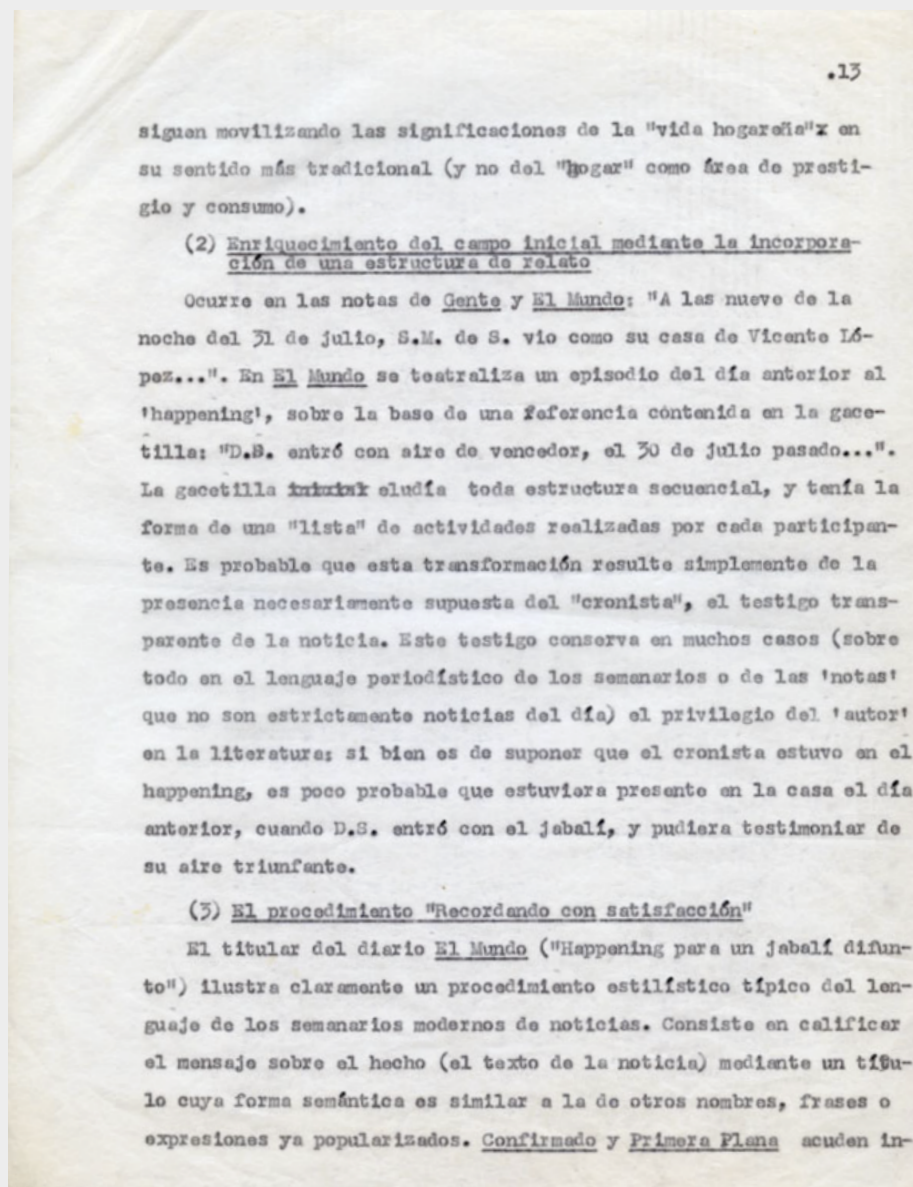 .13
siguen movilizando las significaciones de la "vida hogareña"x en
su sentido más tradicional (y no del "hogar" como área de presti-
gio y consumo).
(2) Enriquecimiento del campo inicial mediante la incorpora-
ción de una estructura de relato
Ocurre en las notas de Gente y El Mundo: "A las nueve de la
noche del 31 de julio, S.M. de S. vio como su casa de Vicente Ló-
pez...". En El Mundo se teatraliza un episodio del día anterior al
'happening', sobre la base de una referencia contenida en la gace-
tilla: "D.S. entró con aire de vencedor, el 30 de julio pasado...".
La gacetilla eludía toda estructura secuencial, y tenía la
forma de una "lista" de actividades realizadas por cada participan-
te. Es probable que esta transformación resulte simplemente de la
presencia necesariamente supuesta del "cronista", el testigo trans-
parente de la noticia. Este testigo conserva en muchos casos (sobre
todo en el lenguaje periodístico de los semanarios o de las 'notas'
que no son estrictamente noticias del día) el privilegio del 'autor'
en la literatura: si bien es de suponer que el cronista estuvo en el
happening, es poco probable que estuviera presente en la casa el día
anterior, cuando D.S. entró con el jabalí, y pudiera testimoniar de
su aire triunfante.
(3) El procedimiento "Recordando con satisfacción"
El titular del diario El Mundo ("Happening para un jabalí difun-
to") ilustra claramente un procedimiento estilístico típico del len-
guaje de los semanarios modernos de noticias. Consiste en calificar
el mensaje sobre el hecho (el texto de la noticia) mediante un títu-
lo cuya forma semántica es similar a la de otros nombres, frases o
expresiones ya popularizados. Confirmado y Primera Plana acuden in-